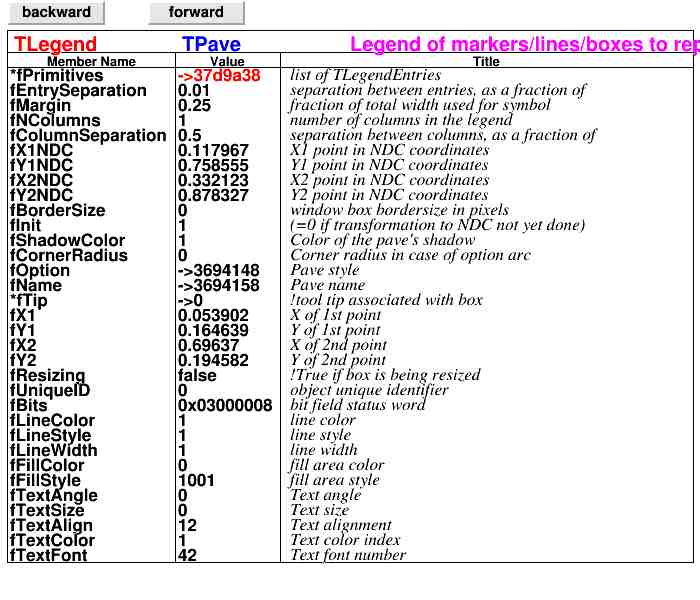 backward forward
TLegend TPave Legend of markers/lines/boxes to rep
Member Name Value Title
*fPrimitives ->37d9a38 list of TLegendEntries
fEntrySeparation 0.01 separation between entries, as a fraction of
fMargin 0.25 fraction of total width used for symbol
fNColumns 1 number of columns in the legend
fColumnSeparation 0.5 separation between columns, as a fraction of
fX1NDC 0.117967 X1 point in NDC coordinates
fY1NDC 0.758555 Y1 point in NDC coordinates
fX2NDC 0.332123 X2 point in NDC coordinates
fY2NDC 0.878327 Y2 point in NDC coordinates
fBorderSize 0 window box bordersize in pixels
fInit 1 (=0 if transformation to NDC not yet done)
fShadowColor 1 Color of the pave's shadow
fCornerRadius 0 Corner radius in case of option arc
fOption ->3694148 Pave style
fName ->3694158 Pave name
*fTip ->0 !tool tip associated with box
fX1 0.053902 X of 1st point
fY1 0.164639 Y of 1st point
fX2 0.69637 X of 2nd point
fY2 0.194582 Y of 2nd point
fResizing false !True if box is being resized
fUniqueID 0 object unique identifier
fBits 0x03000008 bit field status word
fLineColor 1 line color
fLineStyle 1 line style
fLineWidth 1 line width
fFillColor 0 fill area color
fFillStyle 1001 fill area style
fTextAngle 0 Text angle
fTextSize 0 Text size
fTextAlign 12 Text alignment
fTextColor 1 Text color index
fTextFont 42 Text font number